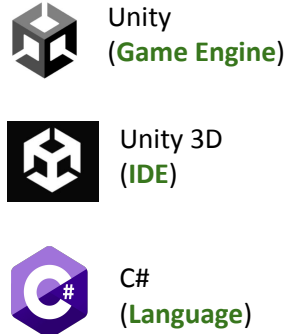 Unity
(Game Engine)
Unity 3D
(IDE)
C#
C#
(Language)